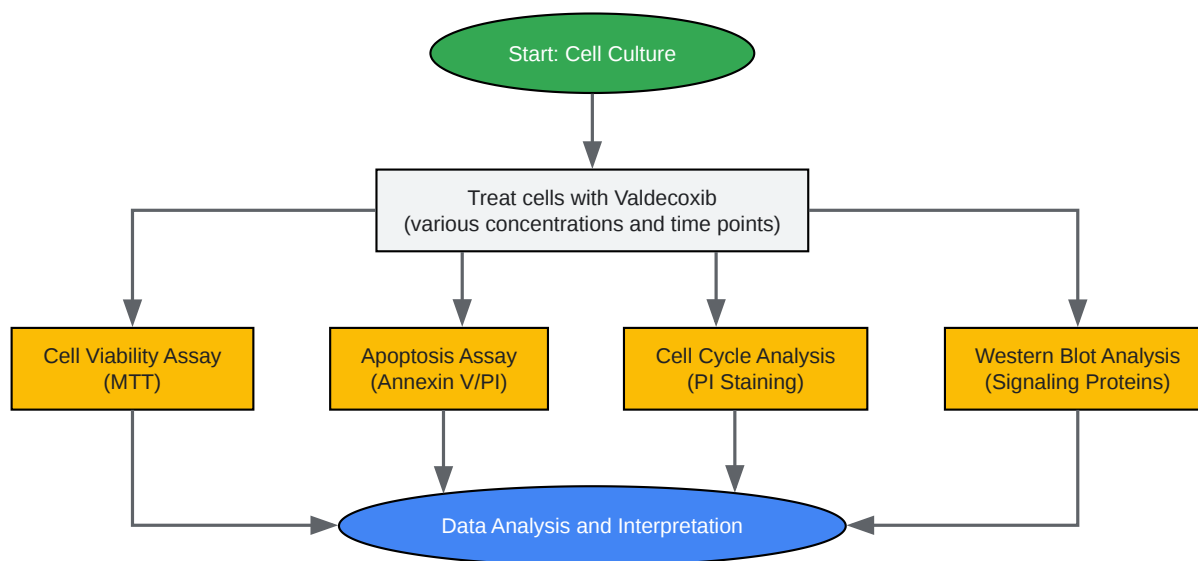 Start: Cell Culture
Treat cells with Valdecoxib
(various concentrations and time points)
Cell Viability Assay
(MTT)
Apoptosis Assay
(Annexin V/PI)
Cell Cycle Analysis
(PI Staining)
Western Blot Analysis
(Signaling Proteins)
Data Analysis and Interpretation